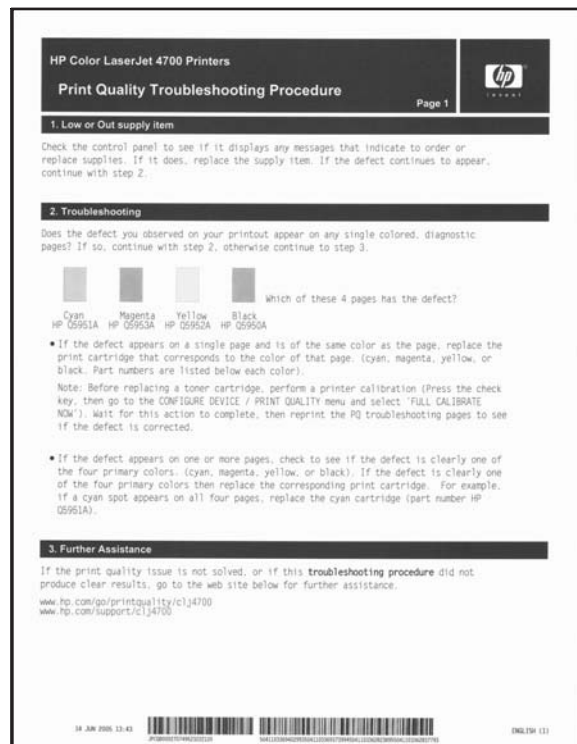 HP Color LaserJet 4700 Printers
hp
invent
Print Quality Troubleshooting Procedure
Page 1
1. Low or Out supply item
Check the control panel to see if it displays any messages that indicate to order or
replace supplies. If it does, replace the supply item. If the defect continues to appear,
continue with step 2.
2. Troubleshooting
Does the defect you observed on your printout appear on any single colored, diagnostic
pages? If so, continue with step 2, otherwise continue to step 3.
Which of these 4 pages has the defect?
Cyan Magenta Yellow Black
HP Q5951A HP Q5953A HP Q5952A HP Q5950A
• If the defect appears on a single page and is of the same color as the page, replace the
print cartridge that corresponds to the color of that page. (cyan, magenta, yellow, or
black. Part numbers are listed below each color).
Note: Before replacing a toner cartridge, perform a printer calibration (Press the check
key, then go to the CONFIGURE DEVICE / PRINT QUALITY menu and select 'FULL CALIBRATE
NOW'). Wait for this action to complete, then reprint the PQ troubleshooting pages to see
if the defect is corrected.
• If the defect appears on one or more pages, check to see if the defect is clearly one of
the four primary colors. (cyan, magenta, yellow, or black). If the defect is clearly one
of the four primary colors then replace the corresponding print cartridge. For example,
if a cyan spot appears on all four pages, replace the cyan cartridge (part number HP
Q5951A).
3. Further Assistance
If the print quality issue is not solved, or if this troubleshooting procedure did not
produce clear results, go to the web site below for further assistance.
www.hp.com/go/printquality/clj4700
www.hp.com/support/clj4700
14 JUN 2005 13:43
ENGLISH (1)